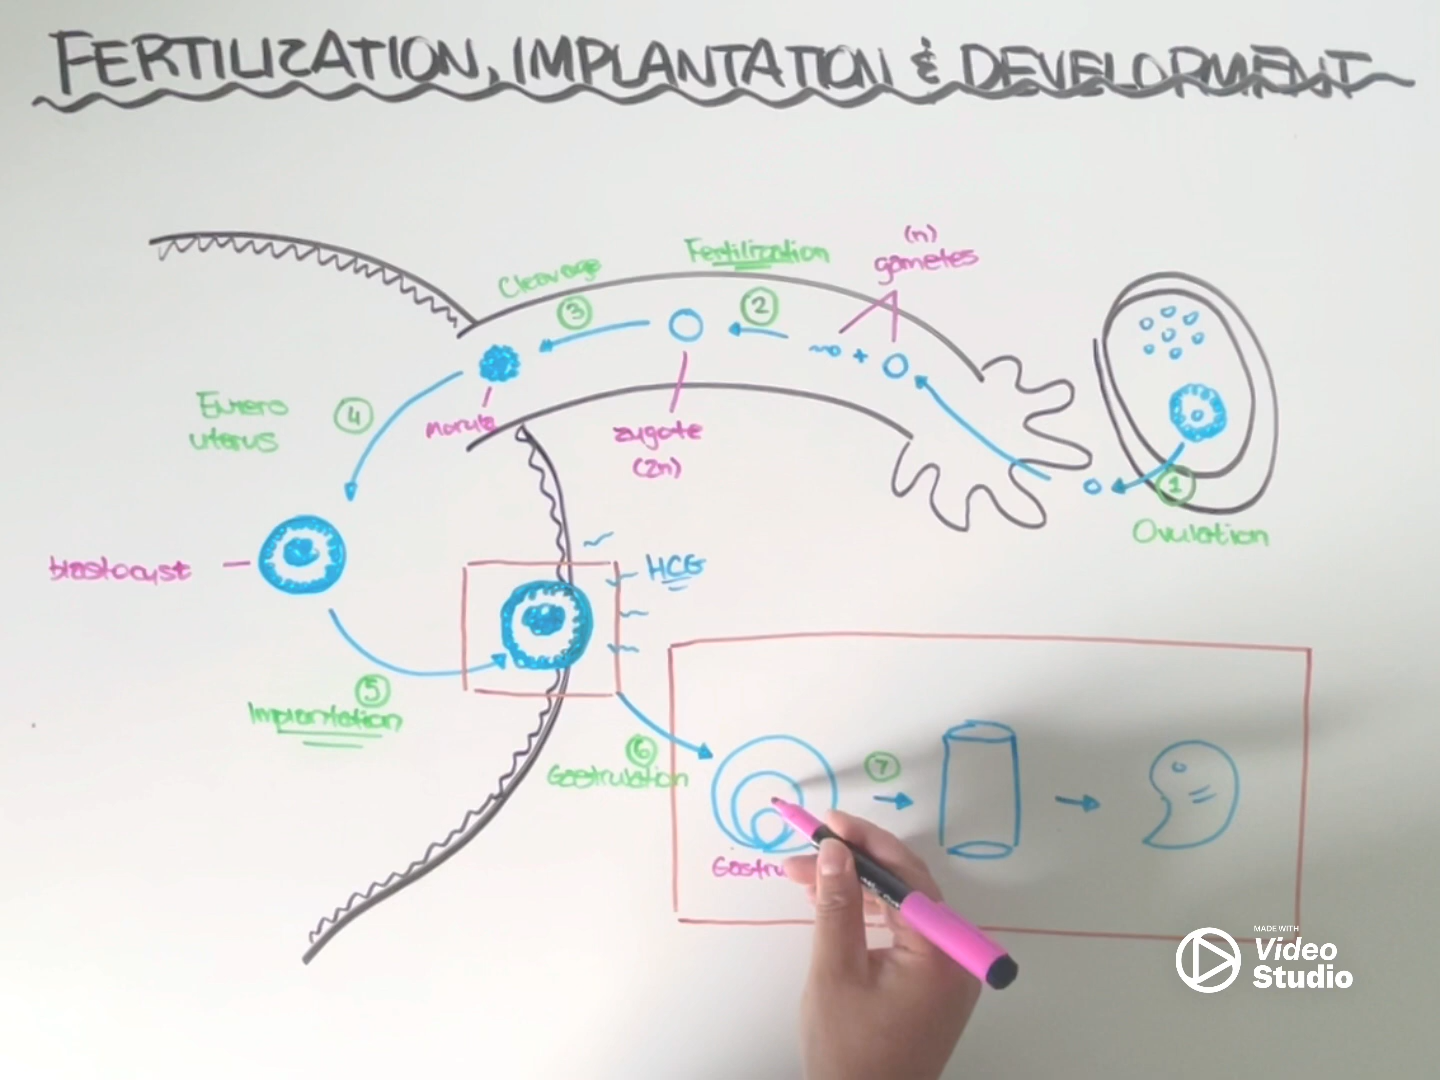 FERTILIZATION, IMPLANTATION & DEVELOPMENT
(n)
gametes
Fertilization
2
Cleavage
3
Morula
zygote
(2n)
4
uterus
1
Ovulation
blastocyst
HCG
5
Implantation
6
Gastrulation
7
Gastru
MADE WITH
Video
Studio